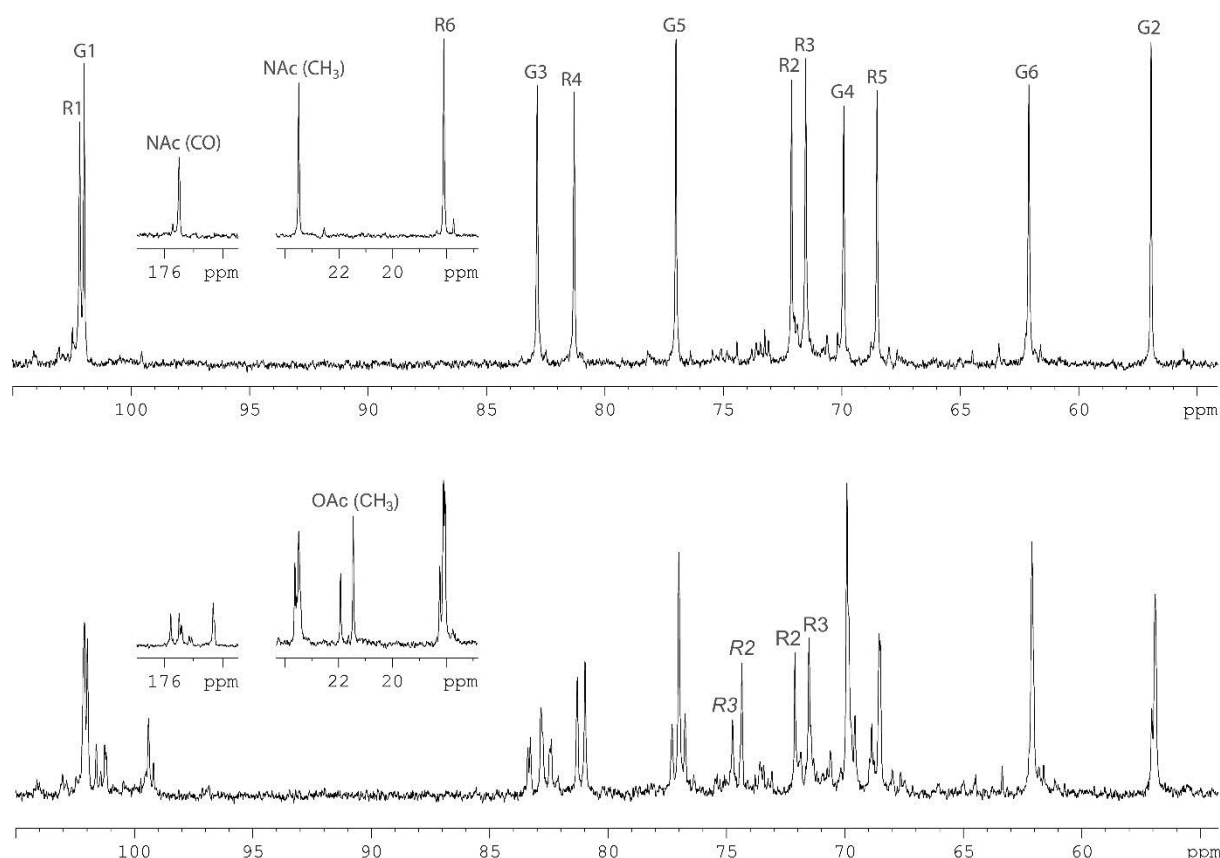 G1 R6 G5 G2
R3
NAc (CH3) G3 R4 R2 G6
R1 G4 R5
NAc (CO)
176 ppm 22 20 ppm
100 95 90 85 80 75 70 65 60 ppm
OAc (CH3)
R2 R2 R3
R3
176 ppm 22 20 ppm
100 95 90 85 80 75 70 65 60 ppm